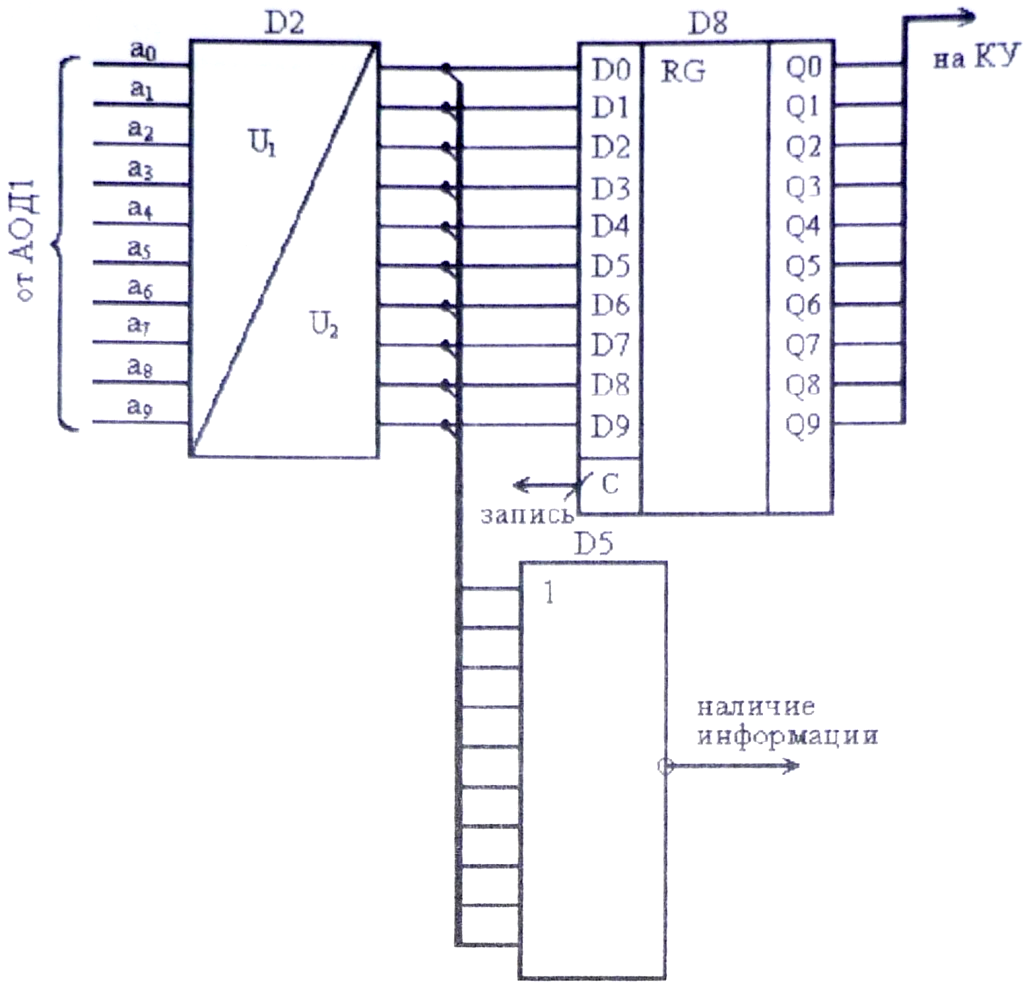 D2
D8
на КУ
от АОД1
a0
a1
a2
a3
a4
a5
a6
a7
a8
a9
U1
U2
D0
D1
D2
D3
D4
D5
D6
D7
D8
D9
C
RG
Q0
Q1
Q2
Q3
Q4
Q5
Q6
Q7
Q8
Q9
запись
D5
1
наличие
информации